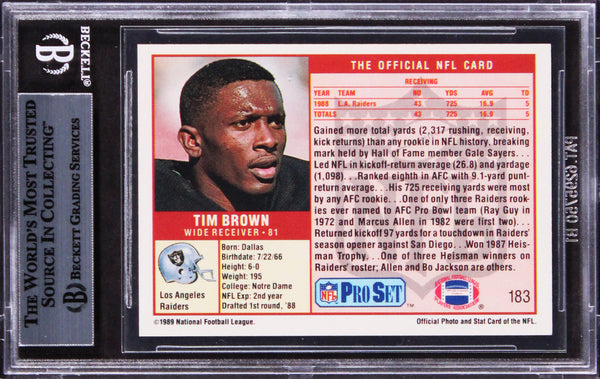 BECKETT
THE WORLD'S MOST TRUSTED
SOURCE IN COLLECTING™
BECKETT GRADING SERVICES
TIM BROWN
WIDE RECEIVER • 81
Los Angeles
Raiders
Born: Dallas
Birthdate: 7/22/66
Height: 6-0
Weight: 195
College: Notre Dame
NFL Exp: 2nd year
Drafted 1st round, '88
©1989 National Football League.
THE OFFICIAL NFL CARD
RECEIVING
YEAR TEAM NO YDS AVG TD
1988 L.A. Raiders 43 725 16.9 5
TOTALS 43 725 16.9 5
Gained more total yards (2,317 rushing, receiving,
kick returns) than any rookie in NFL history, breaking
mark held by Hall of Fame member Gale Sayers. . .
Led NFL in kickoff-return average (26.8) and yardage
(1,098). . .Ranked eighth in AFC with 9.1-yard punt-
return average. . .His 725 receiving yards were most
by any AFC rookie. . .One of only three Raiders rook-
ies ever named to AFC Pro Bowl team (Ray Guy in
1972 and Marcus Allen in 1982 were first two). . .
Returned kickoff 97 yards for a touchdown in Raiders'
season opener against San Diego. . .Won 1987 Heis-
man Trophy. . .One of three Heisman winners on
Raiders' roster; Allen and Bo Jackson are others.
NFL PRO SET ™
183
Official Photo and Stat Card of the NFL.